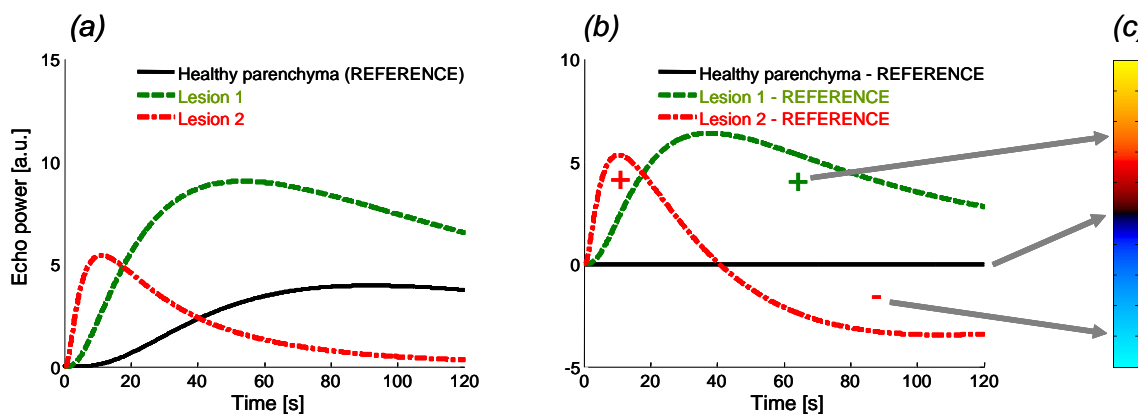 (a)
15
10
5
0
Echo power [a.u.]
Healthy parenchyma (REFERENCE)
Lesion 1
Lesion 2
0 20 40 60 80 100 120
Time [s]
(b)
10
5
0
-5
Healthy parenchyma - REFERENCE
Lesion 1 - REFERENCE
Lesion 2 - REFERENCE
+
+
-
0 20 40 60 80 100 120
Time [s]
(c)